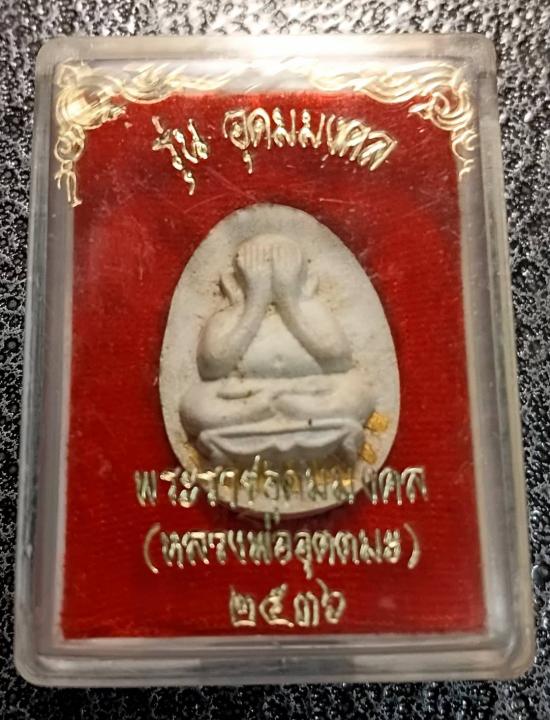 รุ่น อุดมมงคล
พระราชอุดมมงคล
(หลวงพ่ออุตตมะ)
๒๕๓๖